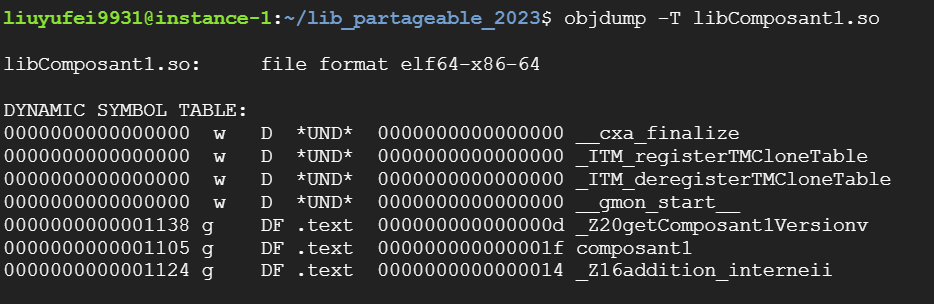 liuyufei9931@instance-1:~/lib_partageable_2023$ objdump -T libComposant1.so
libComposant1.so:     file format elf64-x86-64
DYNAMIC SYMBOL TABLE:
0000000000000000  w   D  *UND*  0000000000000000 __cxa_finalize
0000000000000000  w   D  *UND*  0000000000000000 _ITM_registerTMCloneTable
0000000000000000  w   D  *UND*  0000000000000000 _ITM_deregisterTMCloneTable
0000000000000000  w   D  *UND*  0000000000000000 __gmon_start__
0000000000001138 g    DF .text  000000000000000d _Z20getComposant1Versionv
0000000000001105 g    DF .text  000000000000001f composant1
0000000000001124 g    DF .text  0000000000000014 _Z16addition_interneii